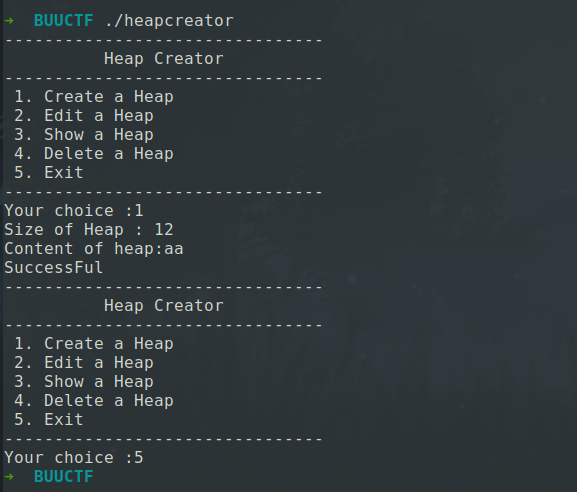 ➜  BUUCTF ./heapcreator
--------------------------------
          Heap Creator
--------------------------------
 1. Create a Heap
 2. Edit a Heap
 3. Show a Heap
 4. Delete a Heap
 5. Exit
--------------------------------
Your choice :1
Size of Heap : 12
Content of heap:aa
SuccessFul
--------------------------------
          Heap Creator
--------------------------------
 1. Create a Heap
 2. Edit a Heap
 3. Show a Heap
 4. Delete a Heap
 5. Exit
--------------------------------
Your choice :5
➜  BUUCTF